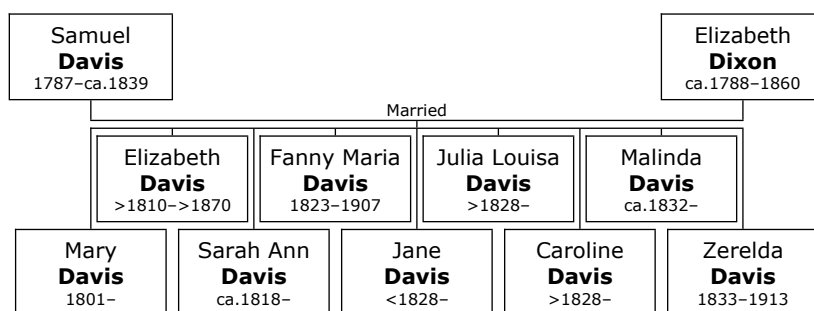 Samuel
Davis
1787–ca.1839
Elizabeth
Dixon
ca.1788–1860
Married
Elizabeth
Davis
>1810–>1870
Fanny Maria
Davis
1823–1907
Julia Louisa
Davis
>1828–
Malinda
Davis
ca.1832–
Mary
Davis
1801–
Sarah Ann
Davis
ca.1818–
Jane
Davis
<1828–
Caroline
Davis
>1828–
Zerelda
Davis
1833–1913